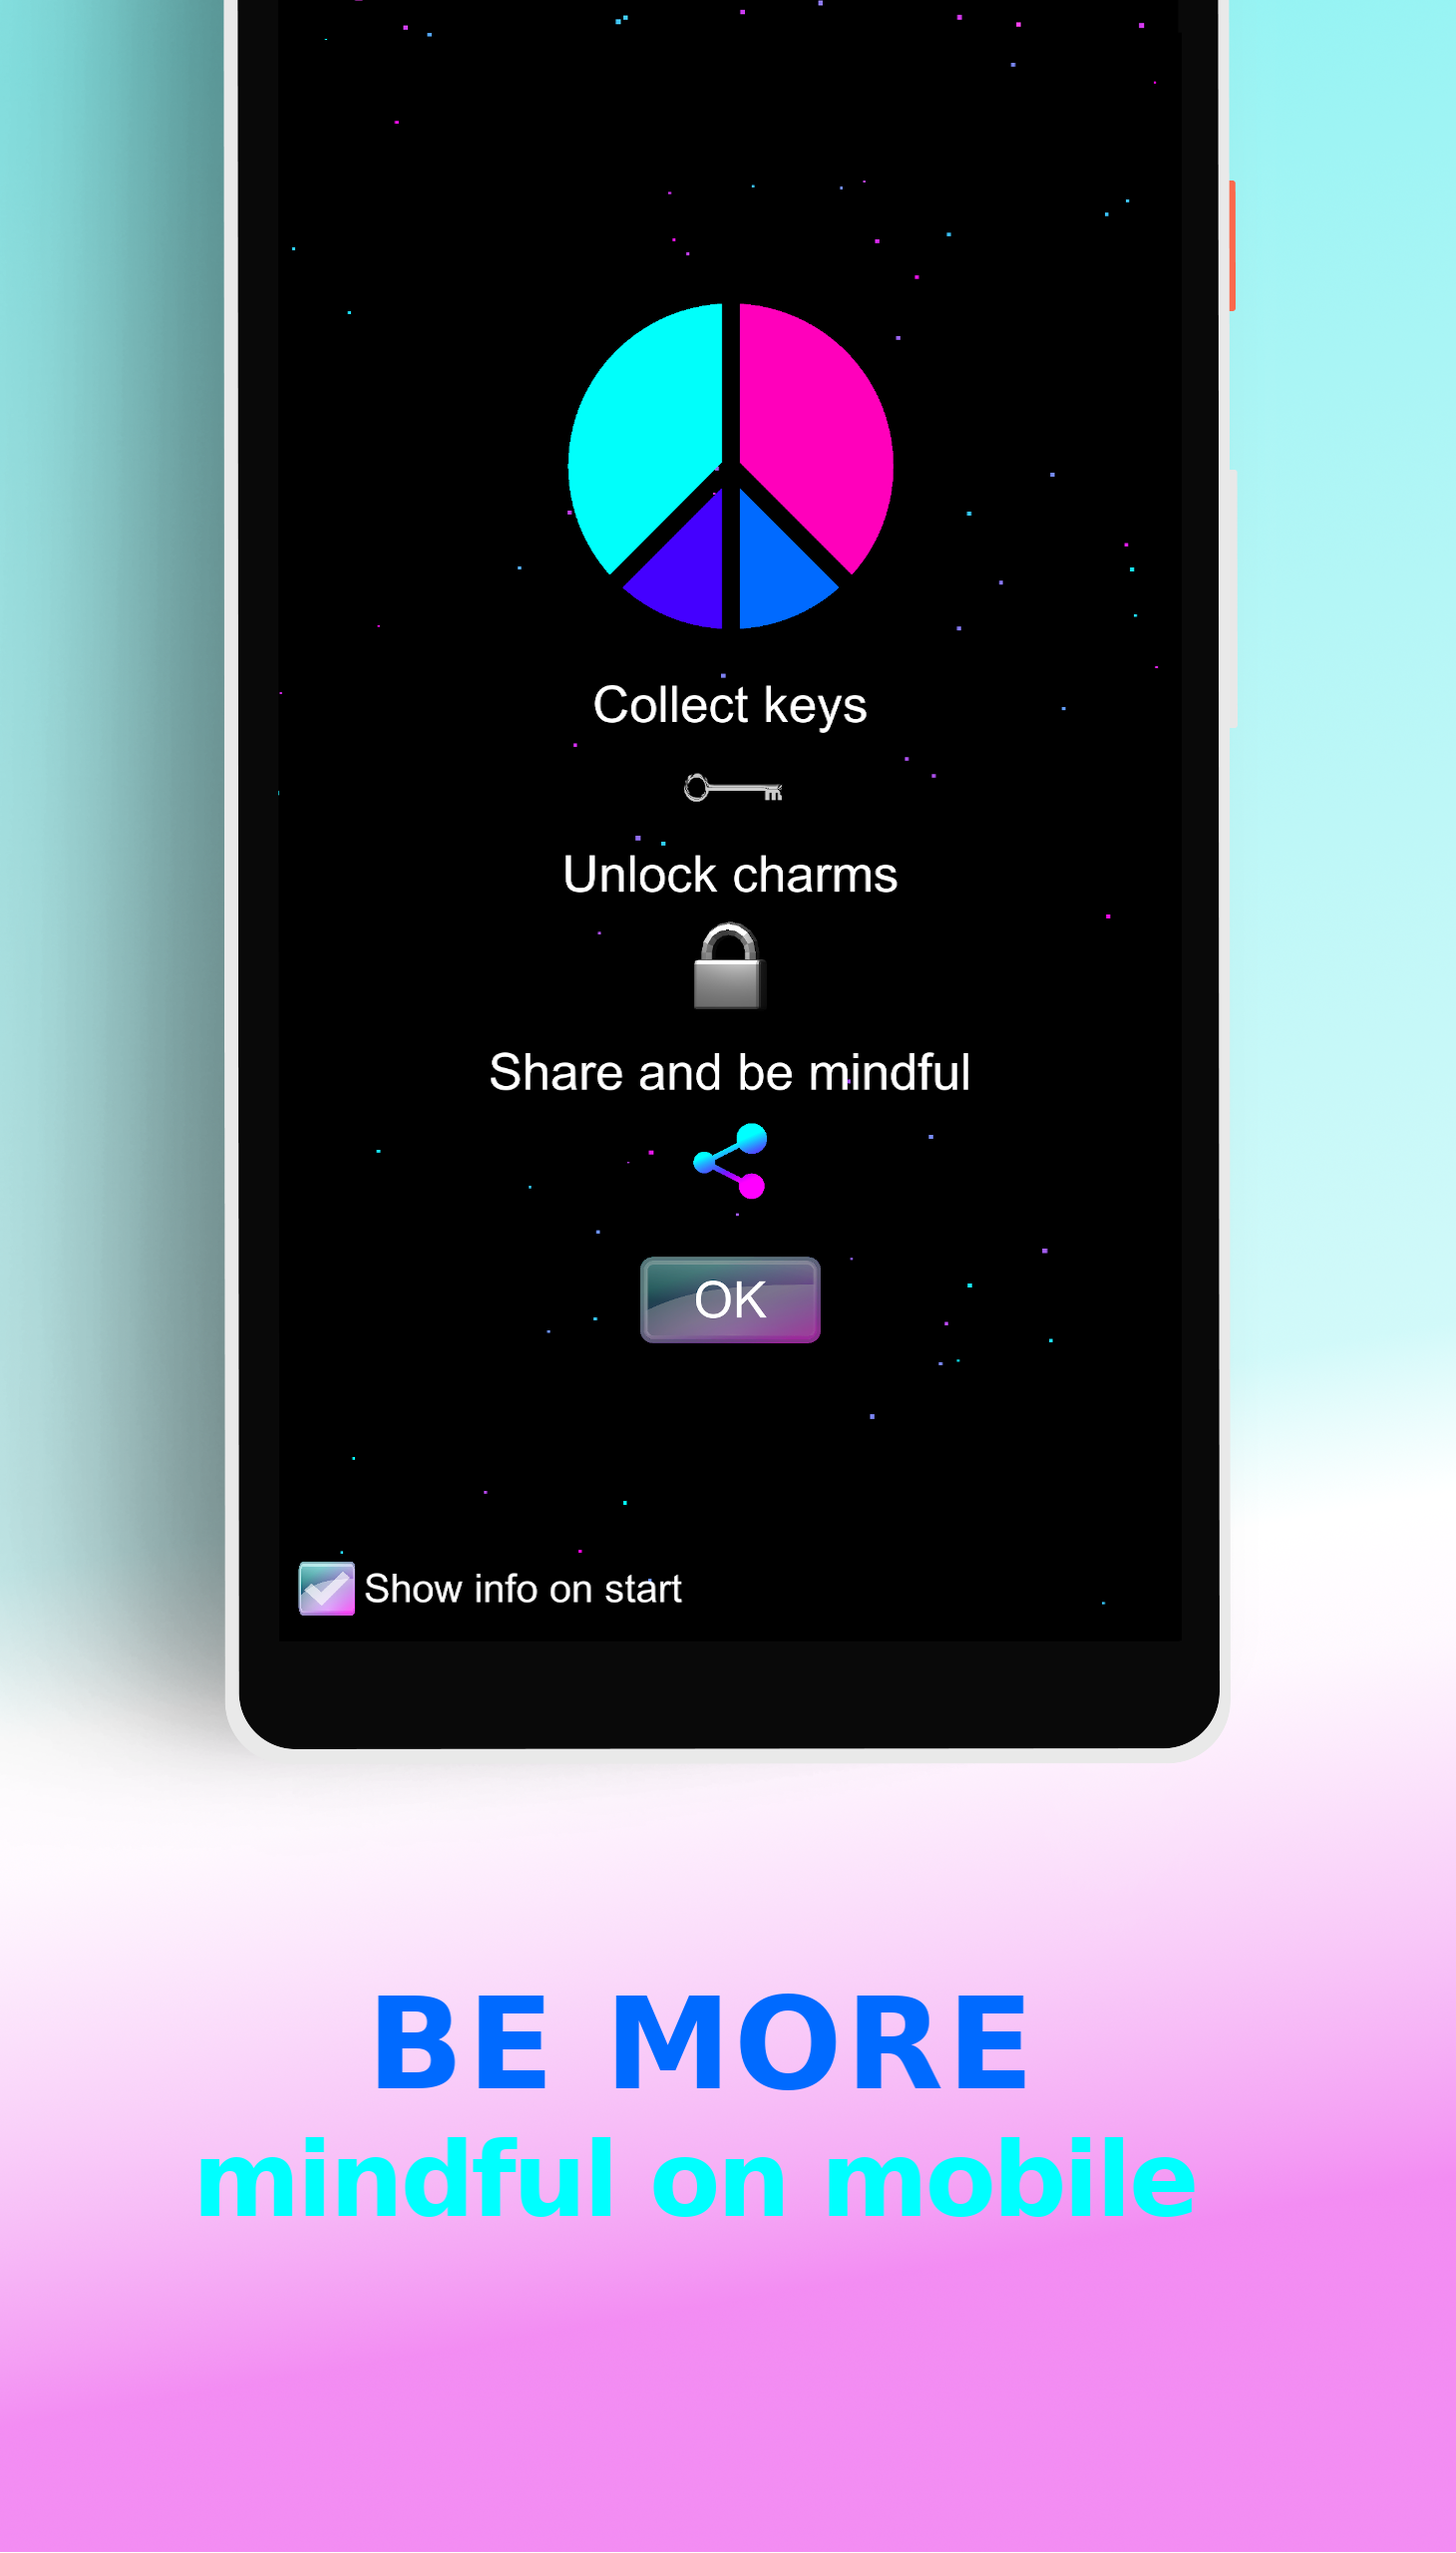 Collect keys
Unlock charms
Share and be mindful
OK
Show info on start
BE MORE
mindful on mobile